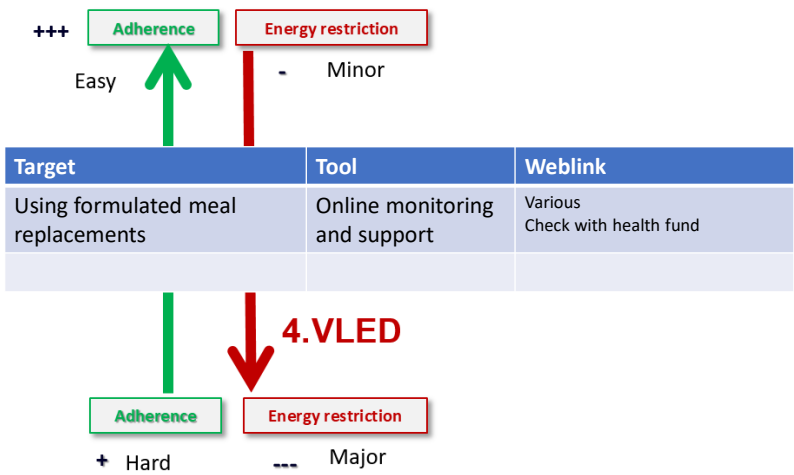 +++ Adherence Energy restriction
Easy - Minor
Target Tool Weblink
Using formulated meal replacements
Online monitoring and support
Various
Check with health fund
4.VLED
Adherence Energy restriction
+ Hard --- Major